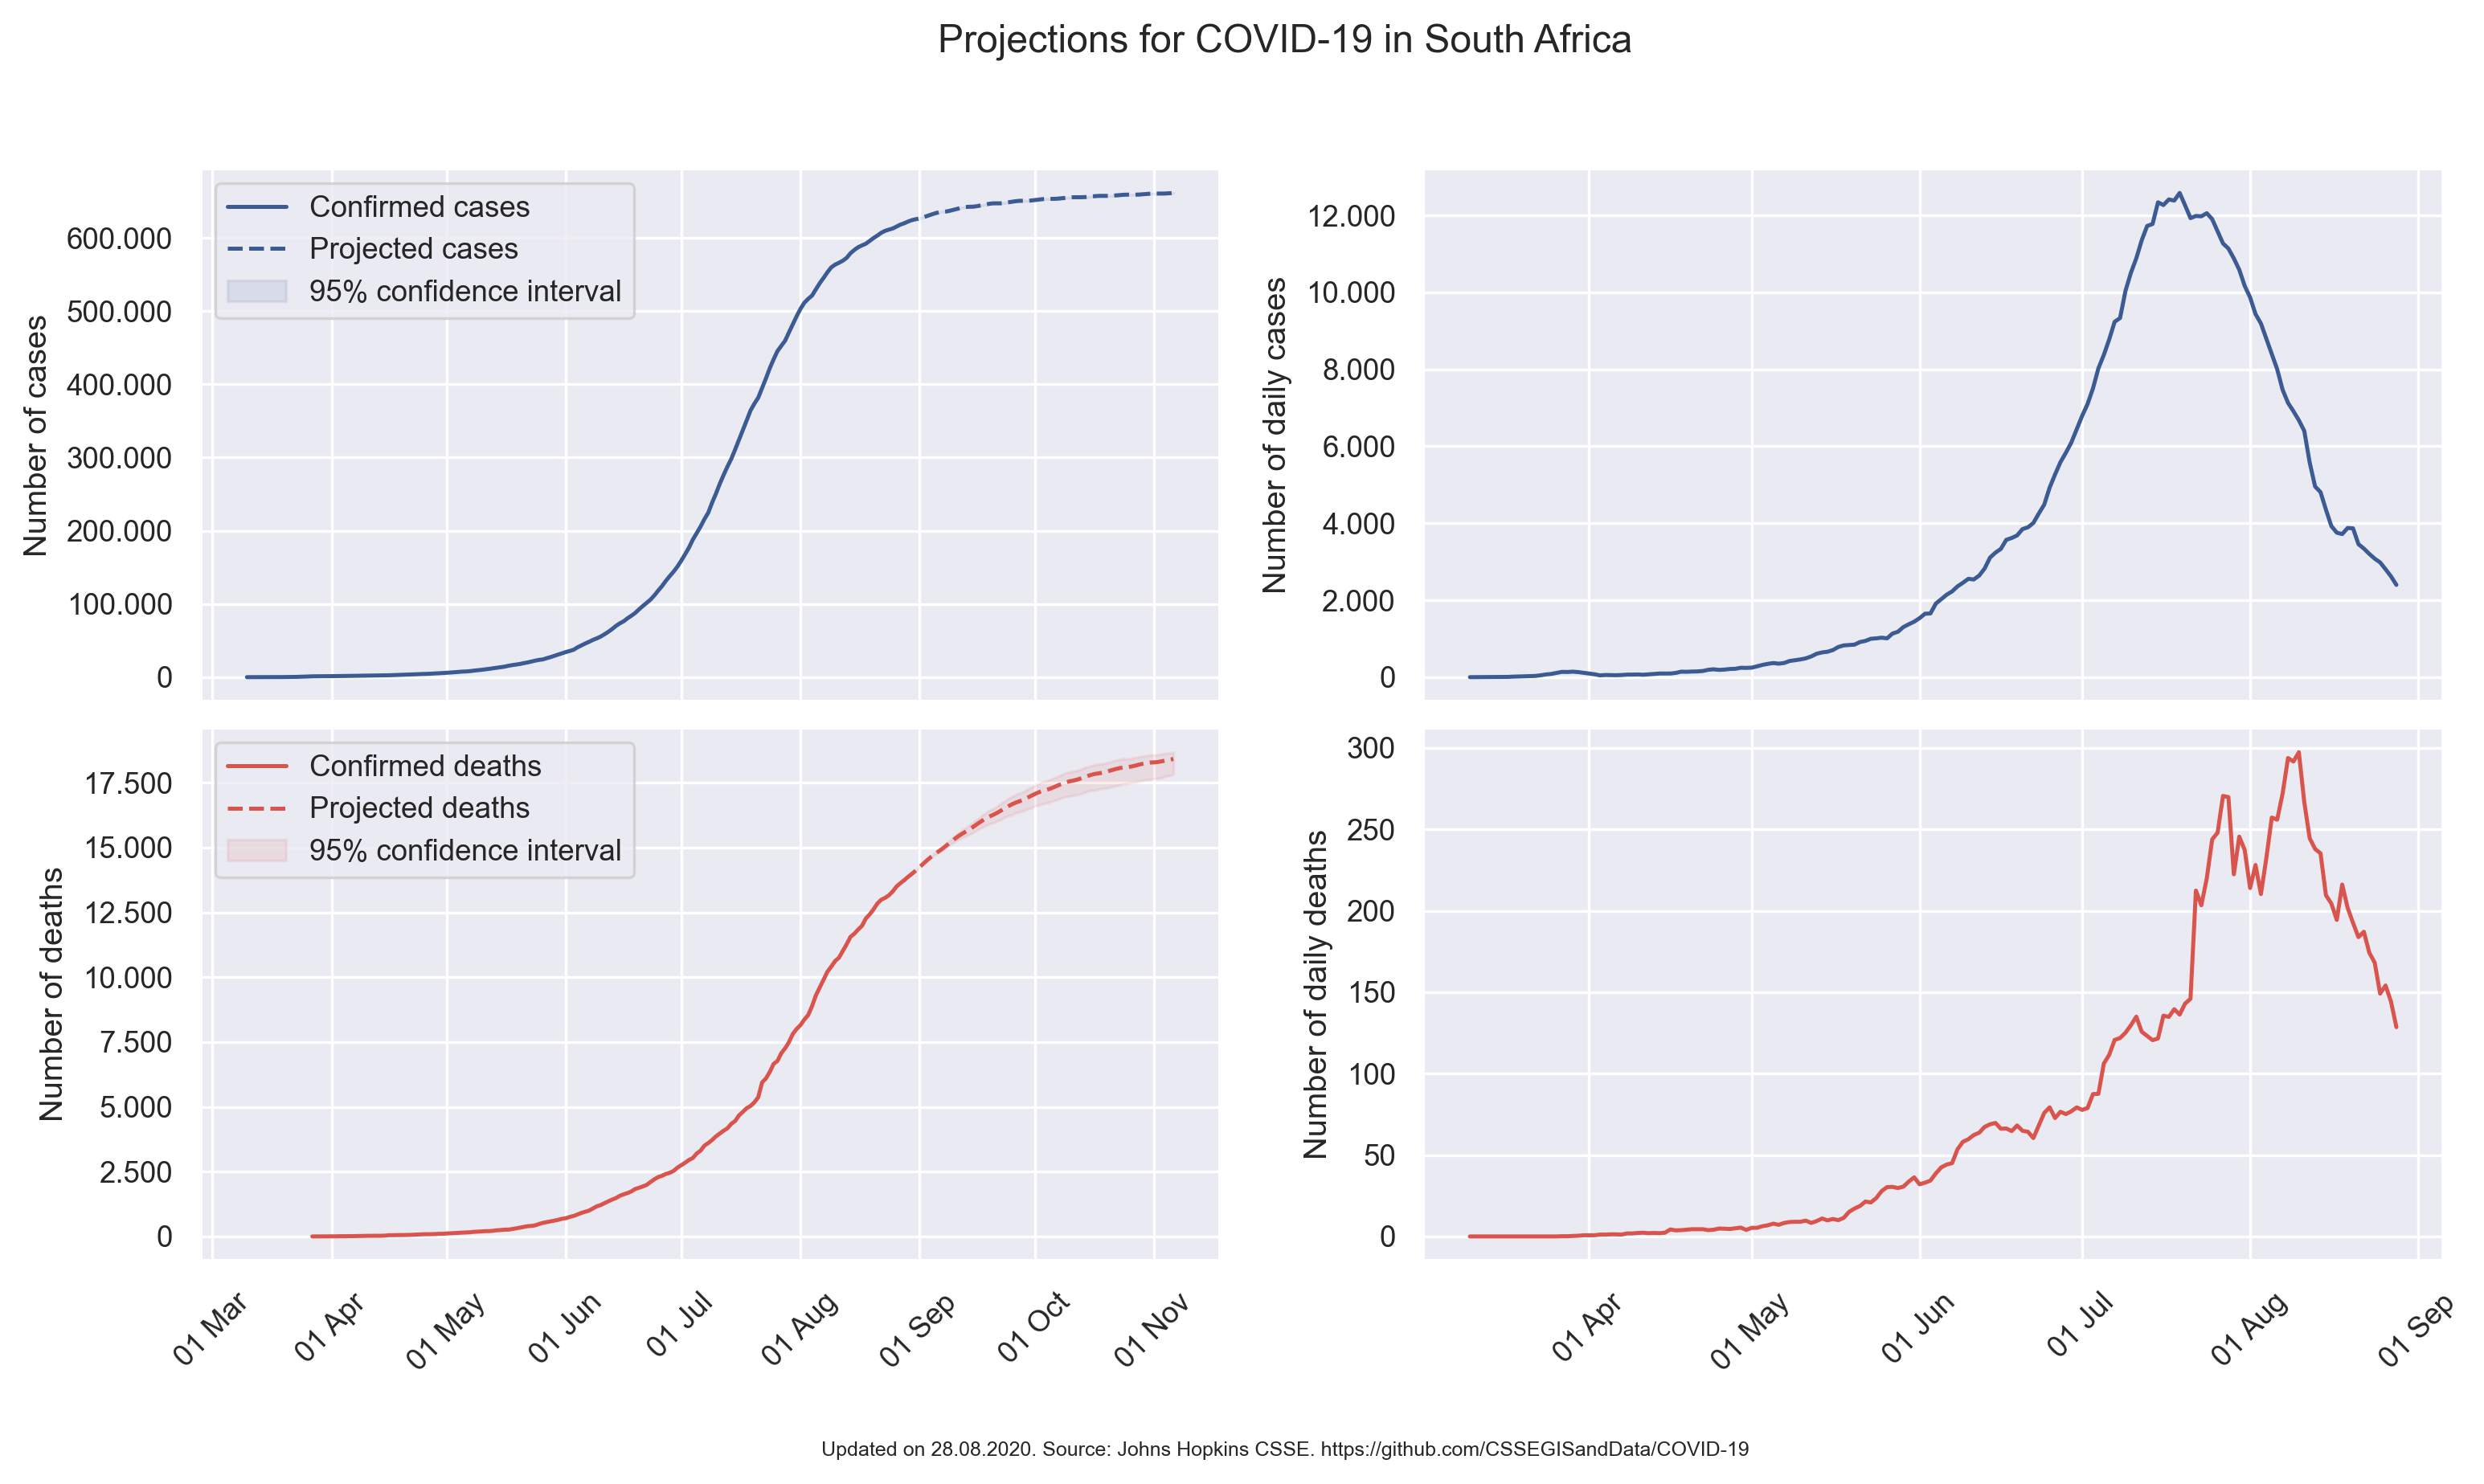 Projections for COVID-19 in South Africa
Number of cases
600.000
500.000
400.000
300.000
200.000
100.000
0
Confirmed cases
Projected cases
95% confidence interval
Number of daily cases
12.000
10.000
8.000
6.000
4.000
2.000
0
Number of deaths
17.500
15.000
12.500
10.000
7.500
5.000
2.500
0
Confirmed deaths
Projected deaths
95% confidence interval
01 Mar
01 Apr
01 May
01 Jun
01 Jul
01 Aug
01 Sep
01 Oct
01 Nov
Number of daily deaths
300
250
200
150
100
50
0
01 Apr
01 May
01 Jun
01 Jul
01 Aug
01 Sep
Updated on 28.08.2020. Source: Johns Hopkins CSSE. https://github.com/CSSEGISandData/COVID-19